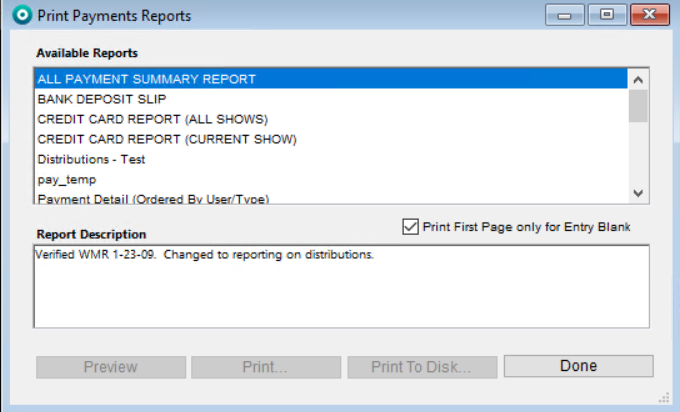 Print Payments Reports
Available Reports
ALL PAYMENT SUMMARY REPORT
BANK DEPOSIT SLIP
CREDIT CARD REPORT (ALL SHOWS)
CREDIT CARD REPORT (CURRENT SHOW)
Distributions - Test
pay_temp
Payment Detail (Ordered By User/Type)
Print First Page only for Entry Blank
Report Description
Verified WMR 1-23-09.  Changed to reporting on distributions.
Preview
Print...
Print To Disk...
Done